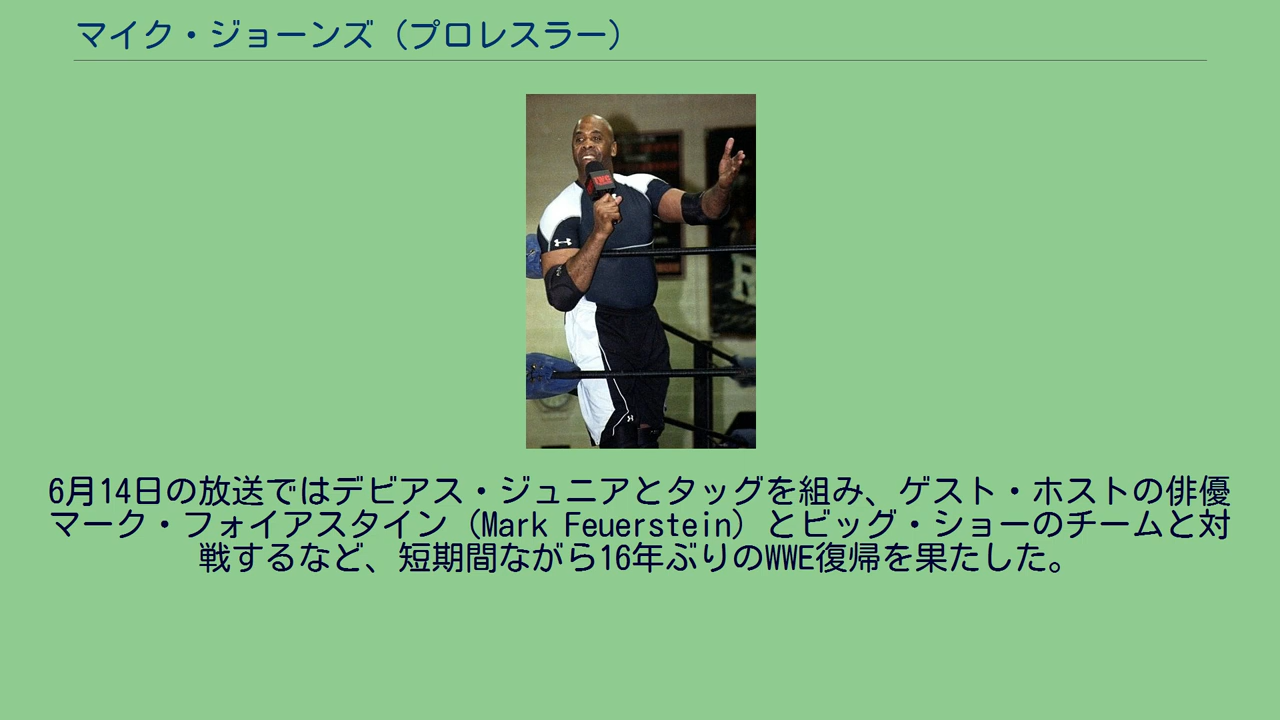 マイク・ジョーンズ（プロレスラー）
6月14日の放送ではデビアス・ジュニアとタッグを組み、ゲスト・ホストの俳優
マーク・フォイアスタイン（Mark Feuerstein）とビッグ・ショーのチームと対
戦するなど、短期間ながら16年ぶりのWWE復帰を果たした。